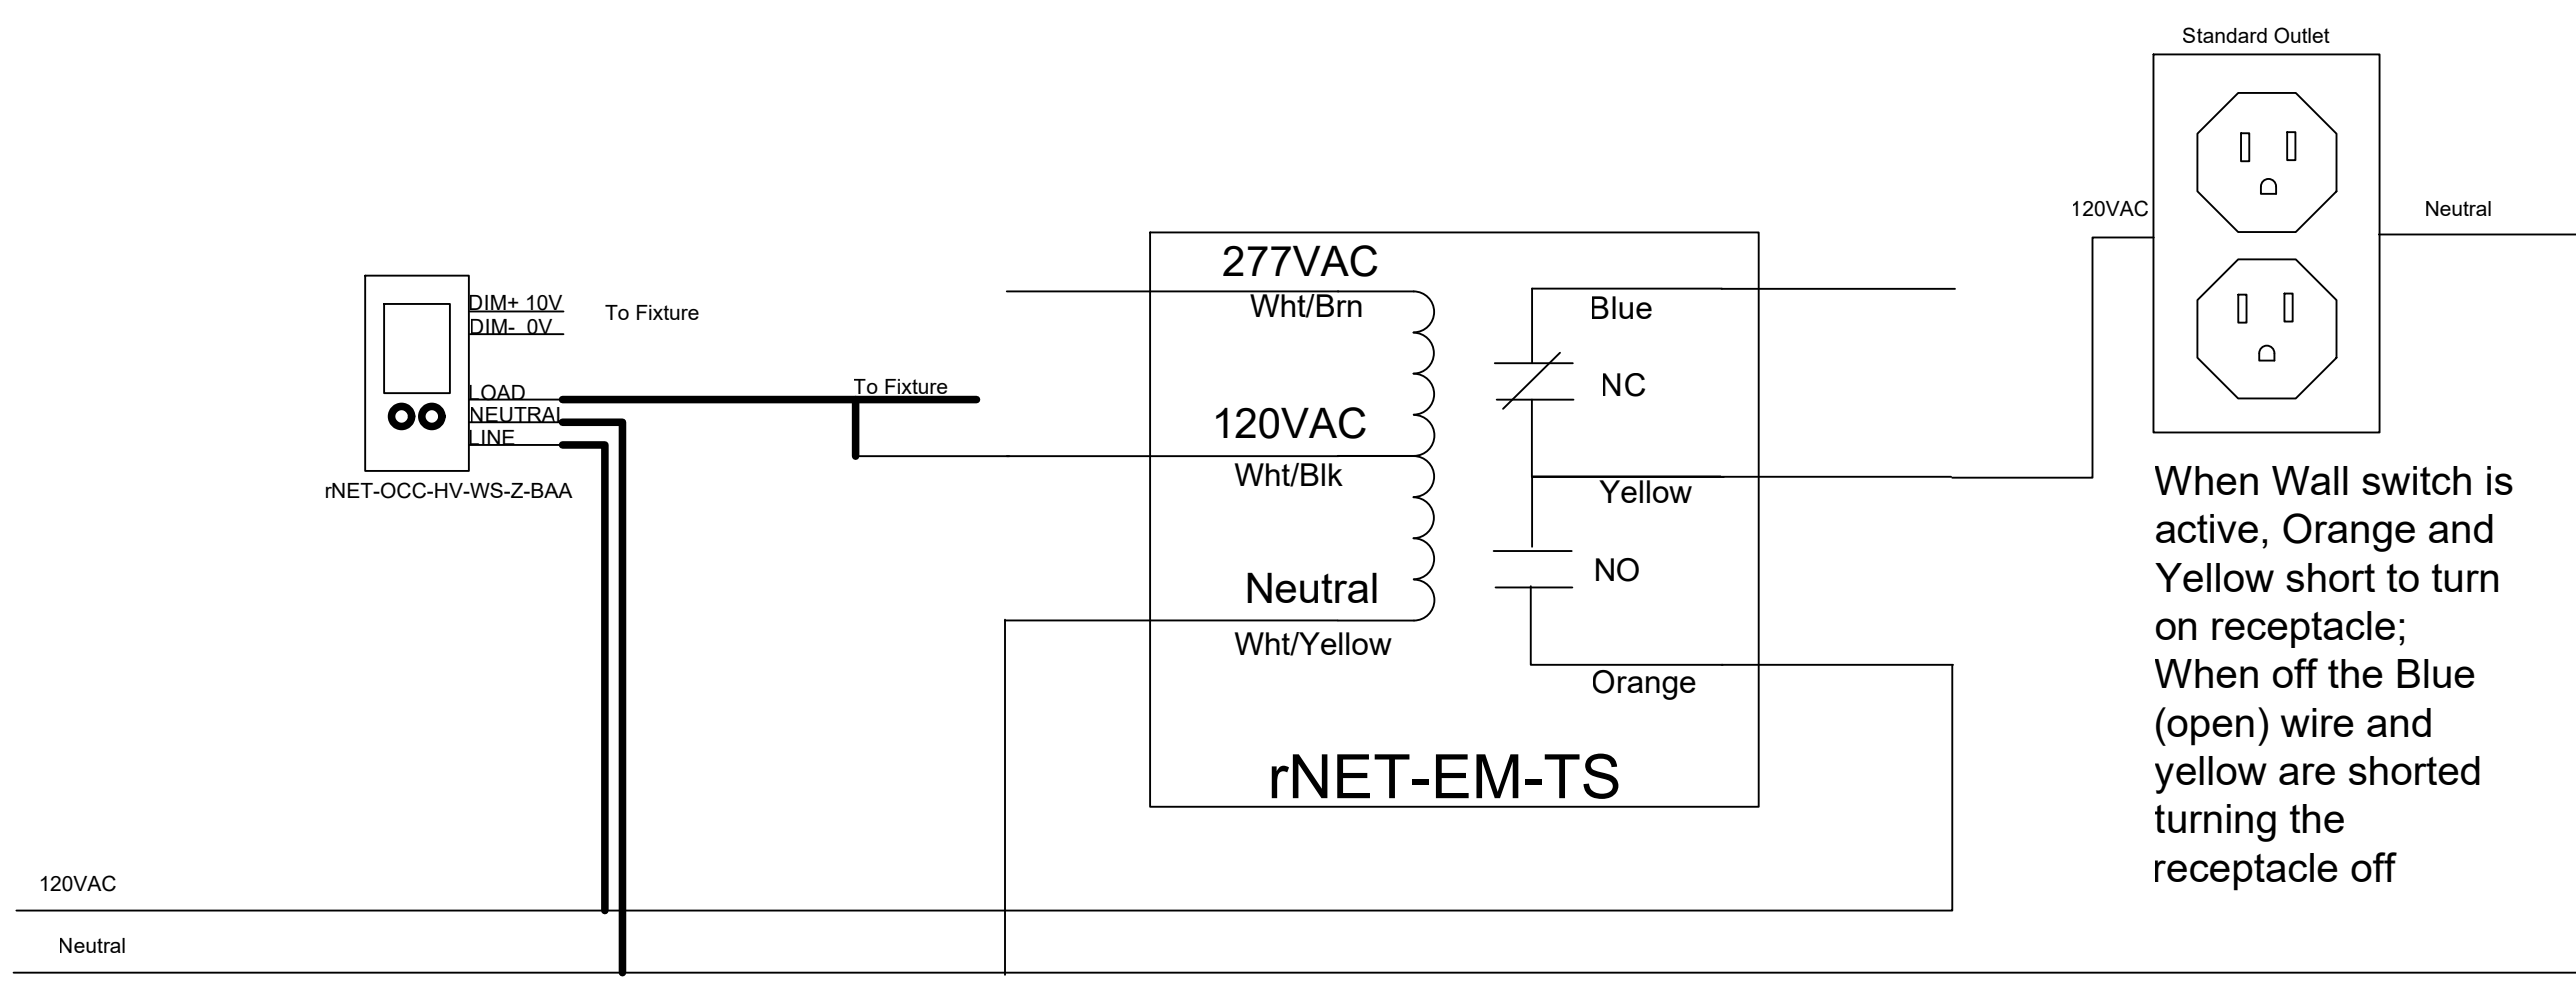 Standard Outlet
120VAC
Neutral
277VAC
Wht/Brn
Blue
DIM+ 10V
DIM-  0V
To Fixture
To Fixture
LOAD
NEUTRAL
LINE
rNET-OCC-HV-WS-Z-BAA
NC
120VAC
Wht/Blk
Yellow
NO
Neutral
Wht/Yellow
Orange
rNET-EM-TS
When Wall switch is
active, Orange and
Yellow short to turn
on receptacle;
When off the Blue
(open) wire and
yellow are shorted
turning the
receptacle off
120VAC
Neutral